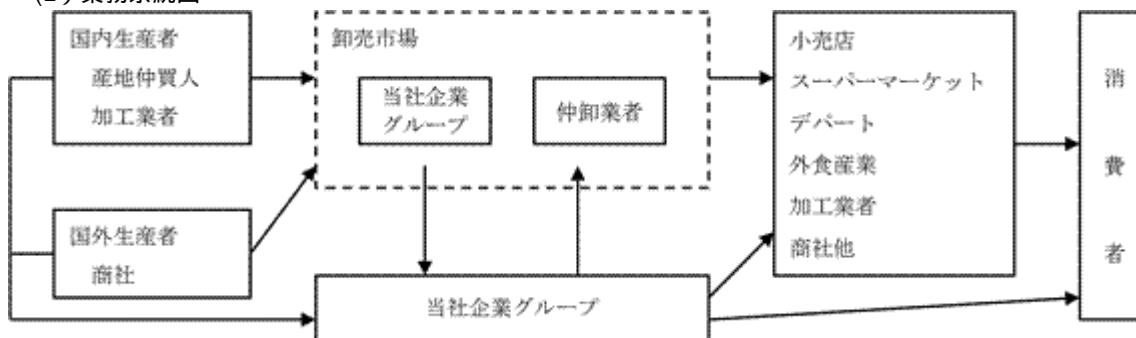 (2) 業務系統図
国内生産者
産地仲買人
加工業者
国外生産者
商社
卸売市場
当社企業
グループ
仲卸業者
当社企業グループ
小売店
スーパーマーケット
デパート
外食産業
加工業者
商社他
消
費
者